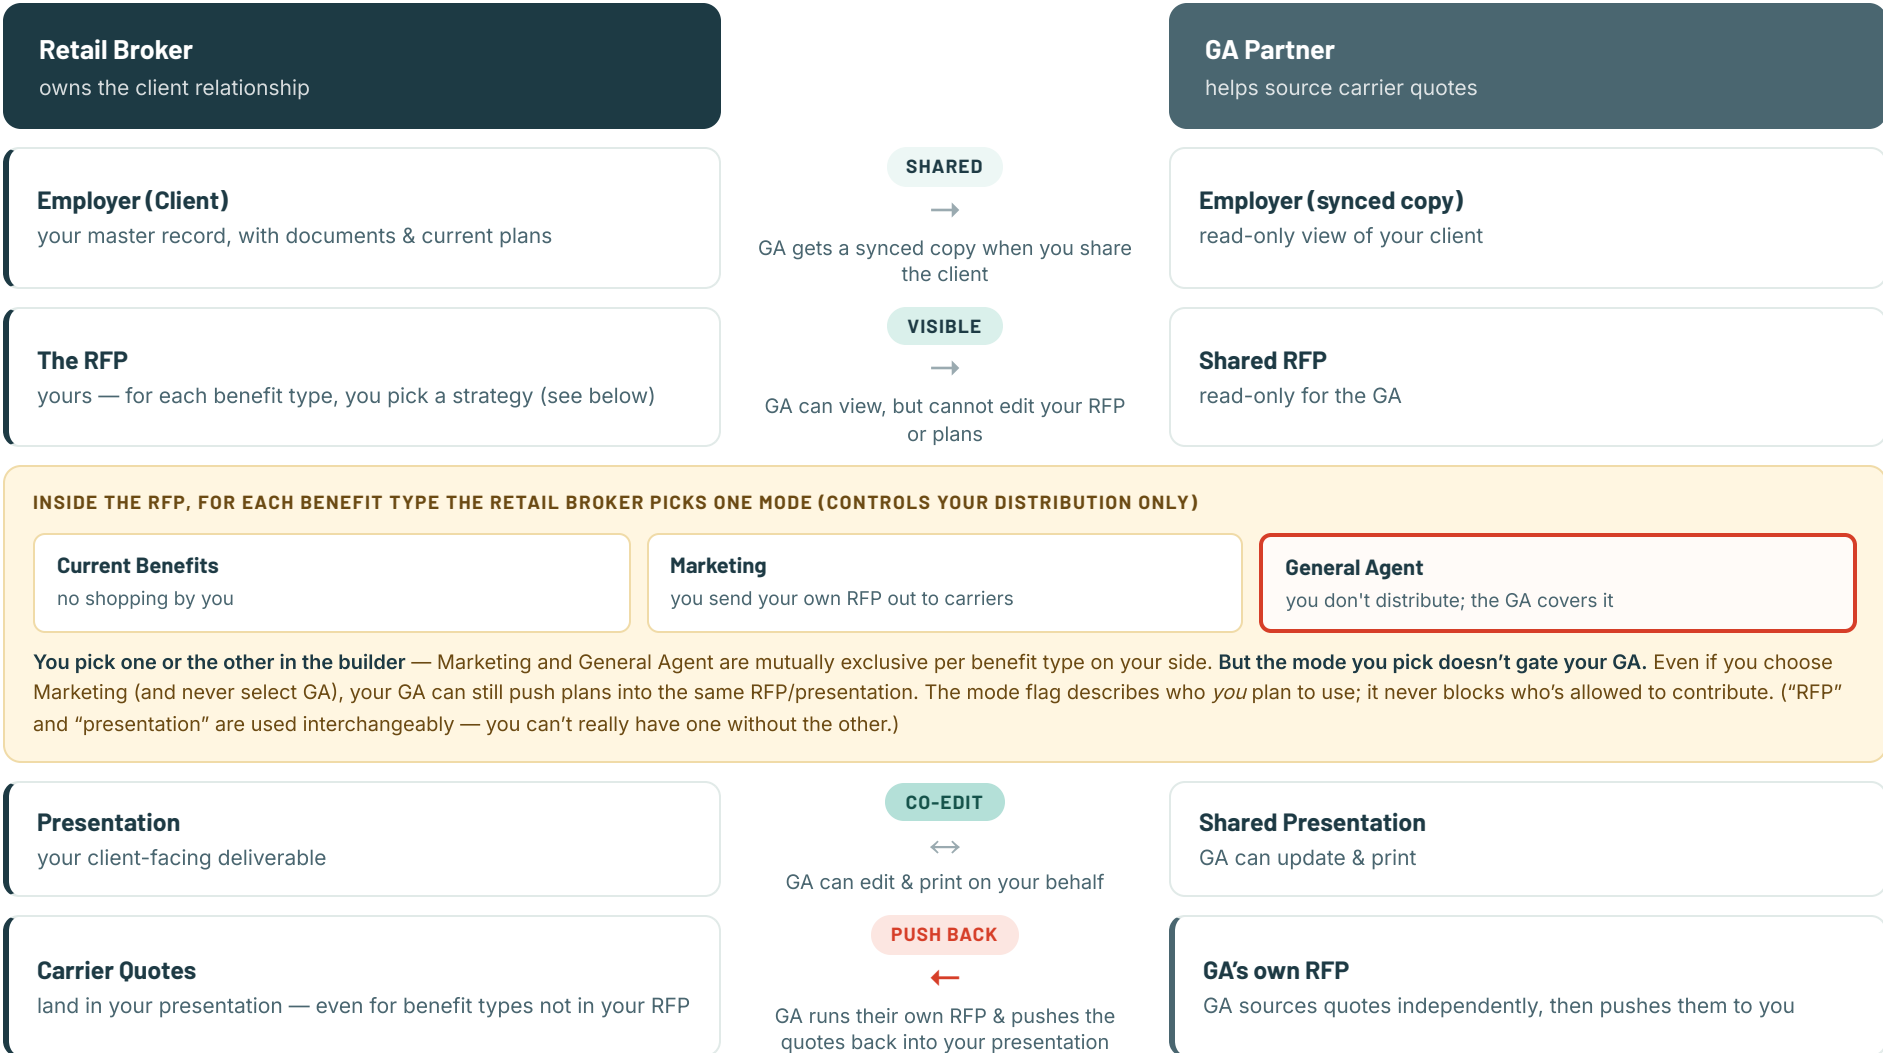 Retail Broker
owns the client relationship
GA Partner
helps source carrier quotes
Employer (Client)
your master record, with documents & current plans
SHARED
→
GA gets a synced copy when you share
the client
Employer (synced copy)
read-only view of your client
The RFP
yours — for each benefit type, you pick a strategy (see below)
VISIBLE
→
GA can view, but cannot edit your RFP
or plans
Shared RFP
read-only for the GA
INSIDE THE RFP, FOR EACH BENEFIT TYPE THE RETAIL BROKER PICKS ONE MODE (CONTROLS YOUR DISTRIBUTION ONLY)
Current Benefits
no shopping by you
Marketing
you send your own RFP out to carriers
General Agent
you don't distribute; the GA covers it
You pick one or the other in the builder — Marketing and General Agent are mutually exclusive per benefit type on your side. But the mode you pick doesn’t gate your GA. Even if you choose
Marketing (and never select GA), your GA can still push plans into the same RFP/presentation. The mode flag describes who you plan to use; it never blocks who’s allowed to contribute. (“RFP”
and “presentation” are used interchangeably — you can’t really have one without the other.)
Presentation
your client-facing deliverable
CO-EDIT
↔
GA can edit & print on your behalf
Shared Presentation
GA can update & print
Carrier Quotes
land in your presentation — even for benefit types not in your RFP
PUSH BACK
←
GA runs their own RFP & pushes the
quotes back into your presentation
GA’s own RFP
GA sources quotes independently, then pushes them to you